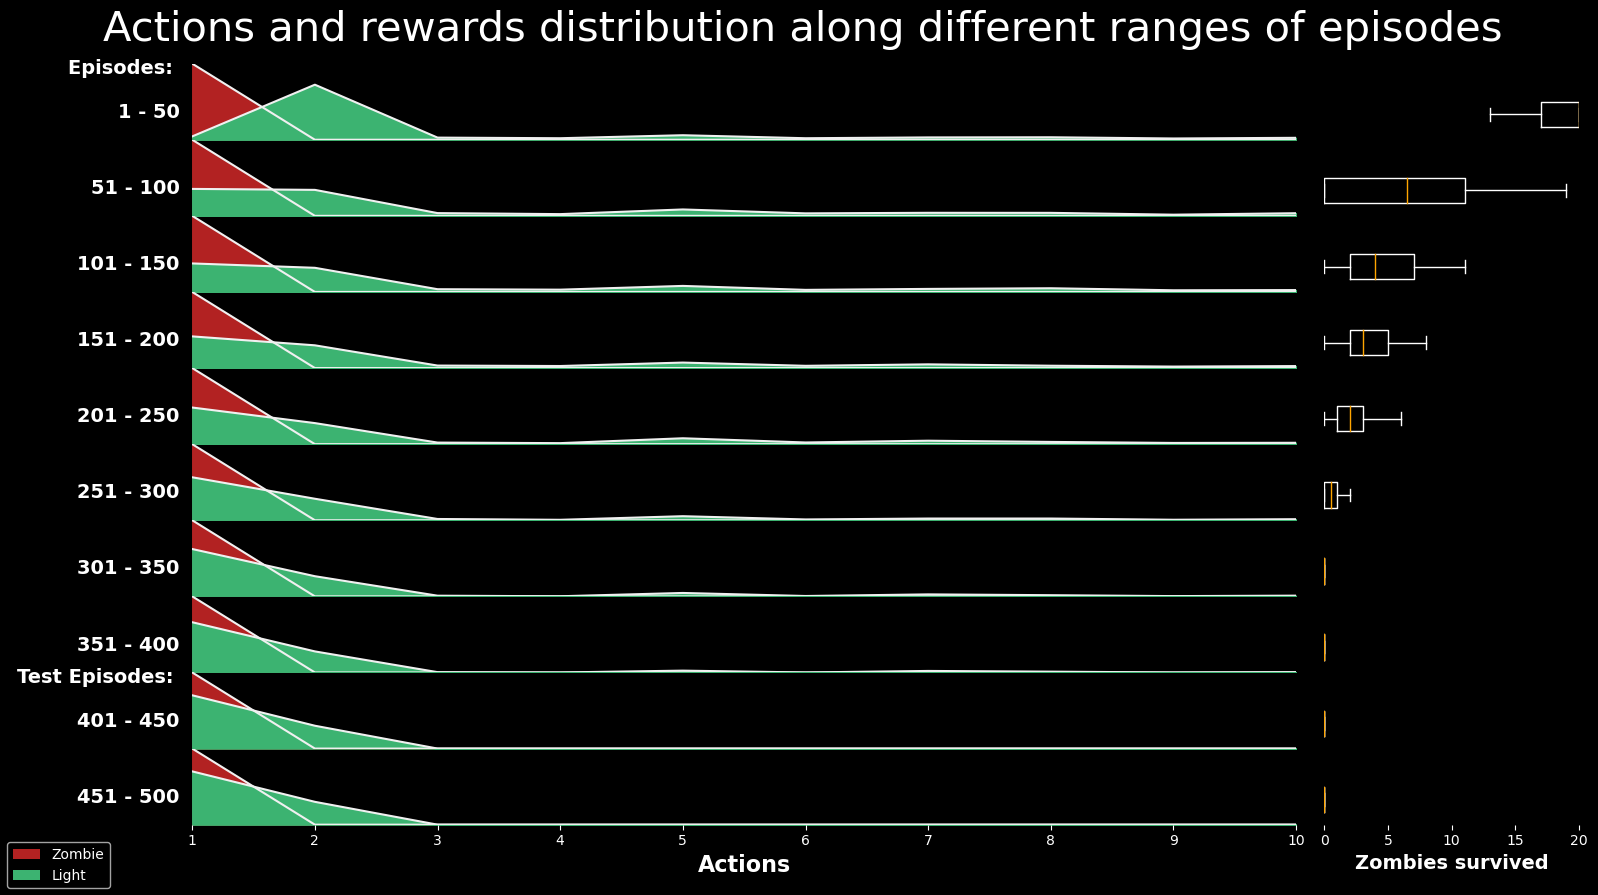 Actions and rewards distribution along different ranges of episodes
Episodes:
1 - 50
51 - 100
101 - 150
151 - 200
201 - 250
251 - 300
301 - 350
351 - 400
Test Episodes:
401 - 450
451 - 500
1 2 3 4 5 6 7 8 9 10
Actions
0 5 10 15 20
Zombies survived
Zombie
Light